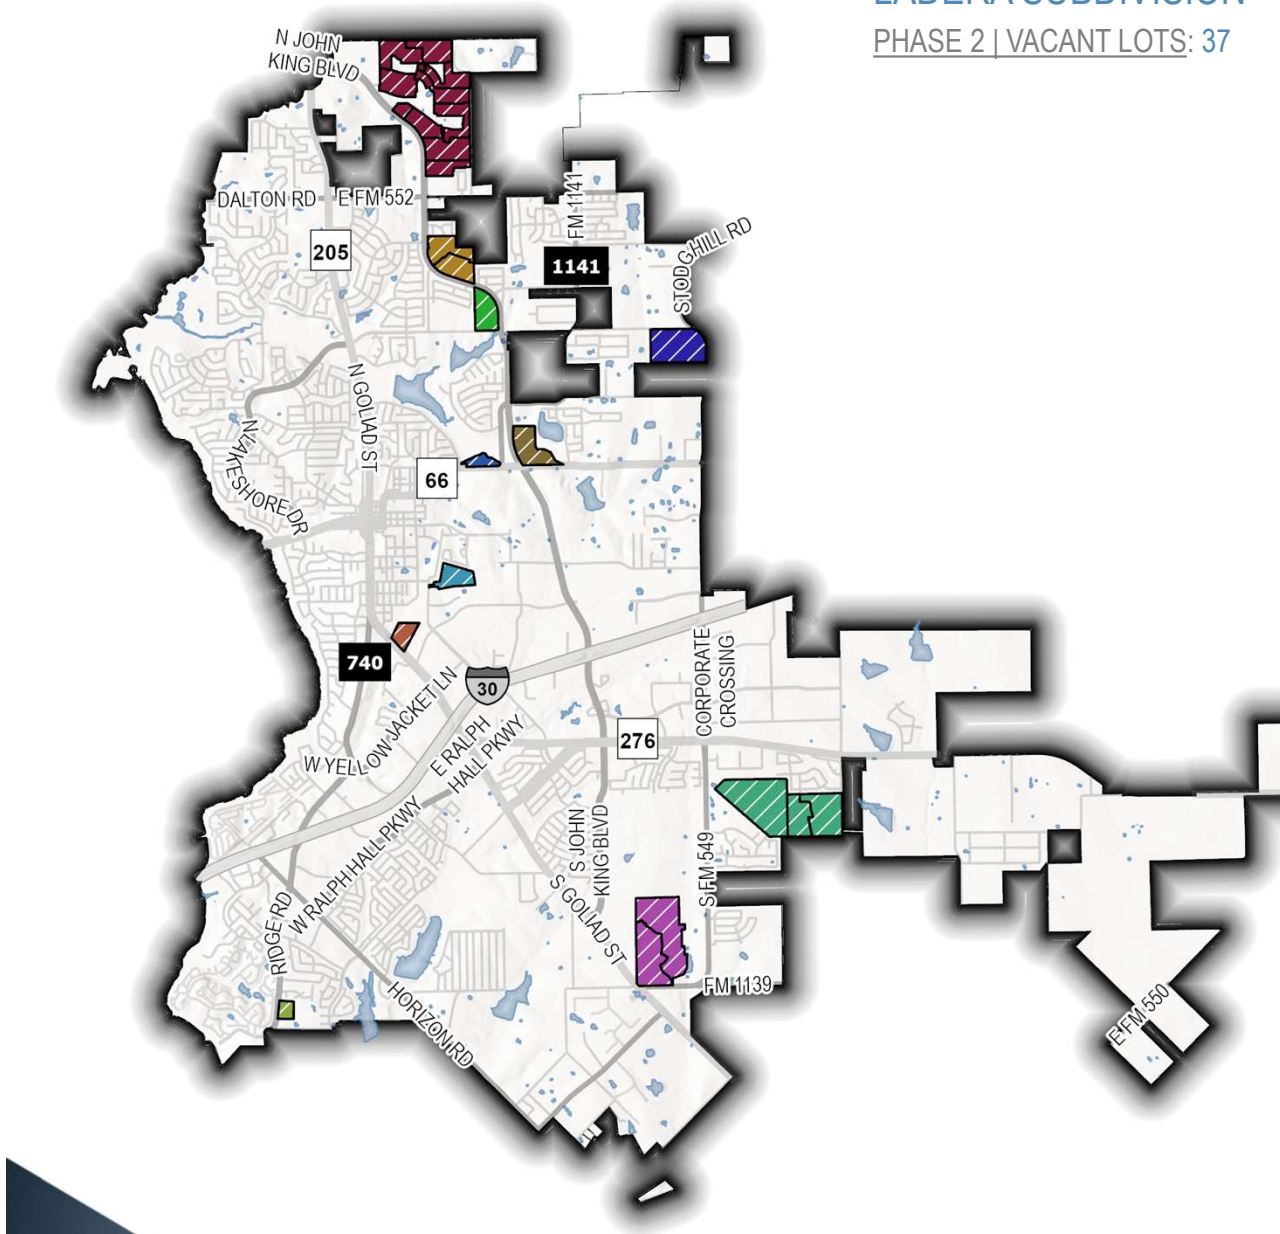 LADERA SUBDIVISION
PHASE 2 | VACANT LOTS: 37
N JOHN
KING BLVD
DALTON RD
E FM 552
FM 1141
205
1141
STODGHILL RD
N GOLIAD ST
N LAKESHORE DR
66
740
30
W YELLOWJACKET LN
E RALPH
HALL PKWY
CORPORATE
CROSSING
276
W RALPH HALL PKWY
S JOHN
KING BLVD
S FM 549
S GOLIAD ST
RIDGE RD
HORIZON RD
FM 1139
E FM 550